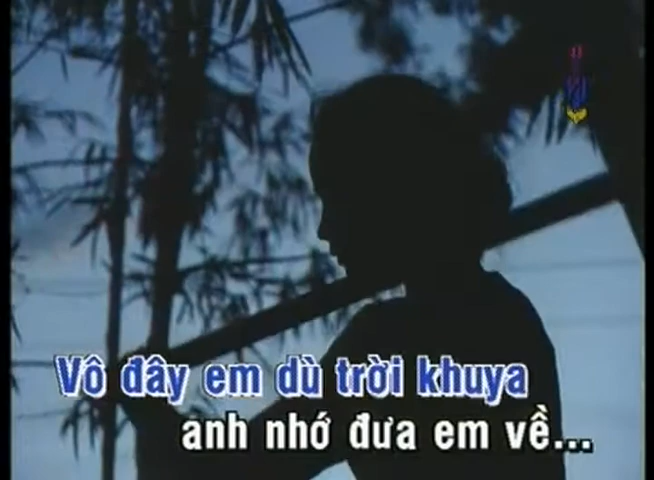 Vô đây em dù trời khuya
anh nhớ đưa em về...